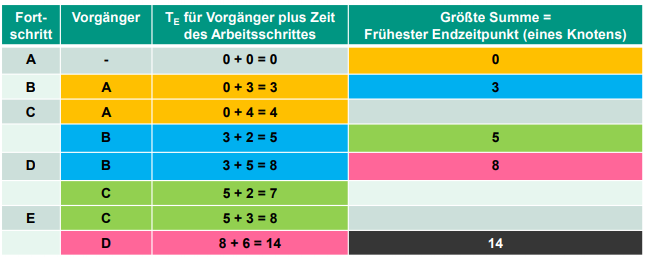 Fort-
schritt
Vorgänger
TE für Vorgänger plus Zeit
des Arbeitsschrittes
Größte Summe =
Frühester Endzeitpunkt (eines Knotens)
A - 0 + 0 = 0 0
B A 0 + 3 = 3 3
C A 0 + 4 = 4
B 3 + 2 = 5 5
D B 3 + 5 = 8 8
C 5 + 2 = 7
E C 5 + 3 = 8
D 8 + 6 = 14 14